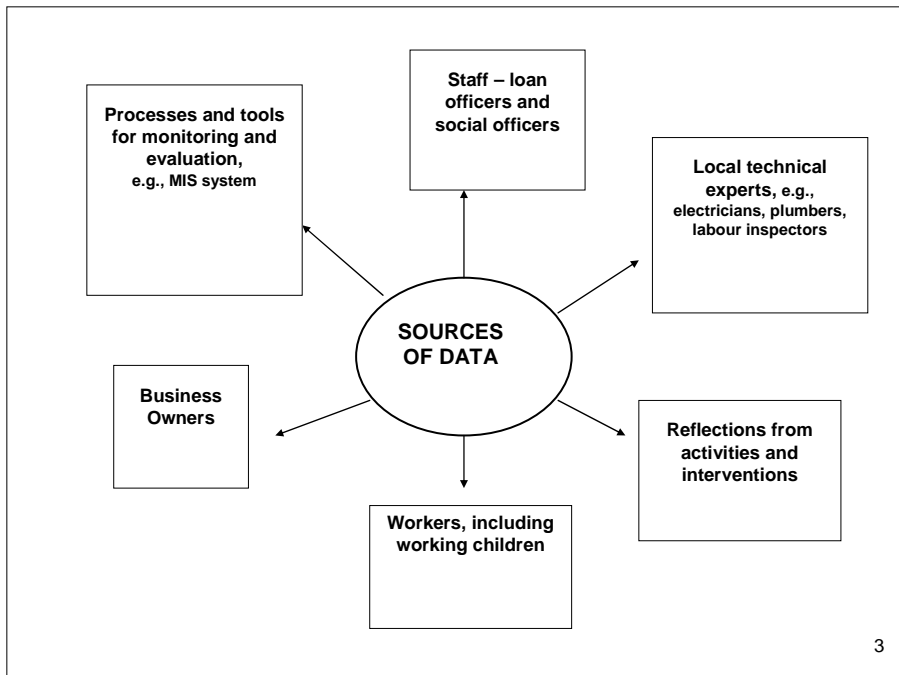 Staff – loan
officers and
social officers
Processes and tools
for monitoring and
evaluation,
e.g., MIS system
Local technical
experts, e.g.,
electricians, plumbers,
labour inspectors
SOURCES
OF DATA
Business
Owners
Reflections from
activities and
interventions
Workers, including
working children
3